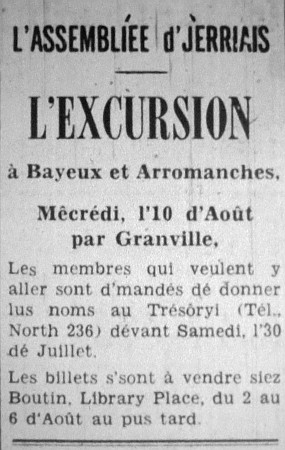 L'ASSEMBLIÉE d'JÈRRIAIS
L'EXCURSION
à Bayeux et Arromanches,
Mêcrédi, l'10 d'Août
par Granville,
Les membres qui veulent y
aller sont d'mandés dé donner
lus noms au Trésôryi (Tél.,
North 236) dévant Samedi, l'30
dé Juillet.
Les billets s'sont à vendre siez
Boutin, Library Place, du 2 au
6 d'Août au pus tard.